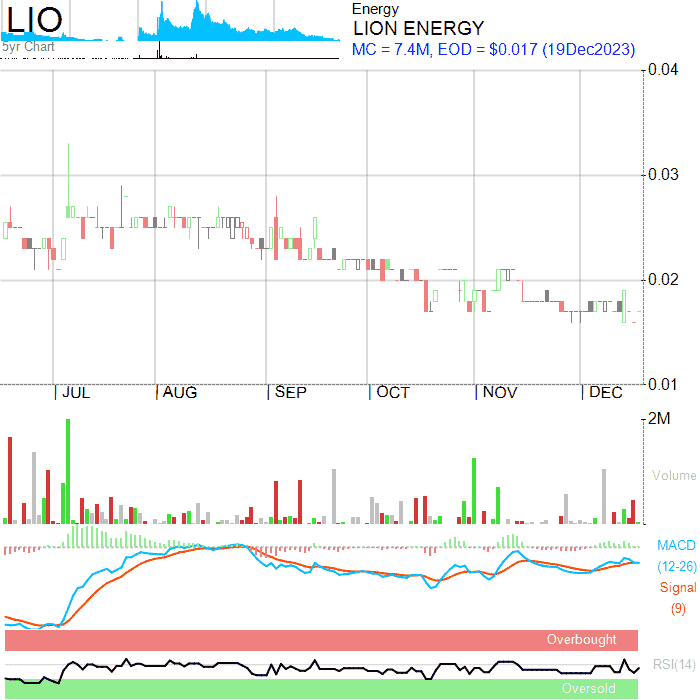 LIO
5yr Chart
Energy
LION ENERGY
MC = 7.4M, EOD = $0.017 (19Dec2023)
0.04
0.03
0.02
0.01
JUL
AUG
SEP
OCT
NOV
DEC
2M
Volume
MACD
(12-26)
Signal
(9)
Overbought
RSI(14)
Oversold